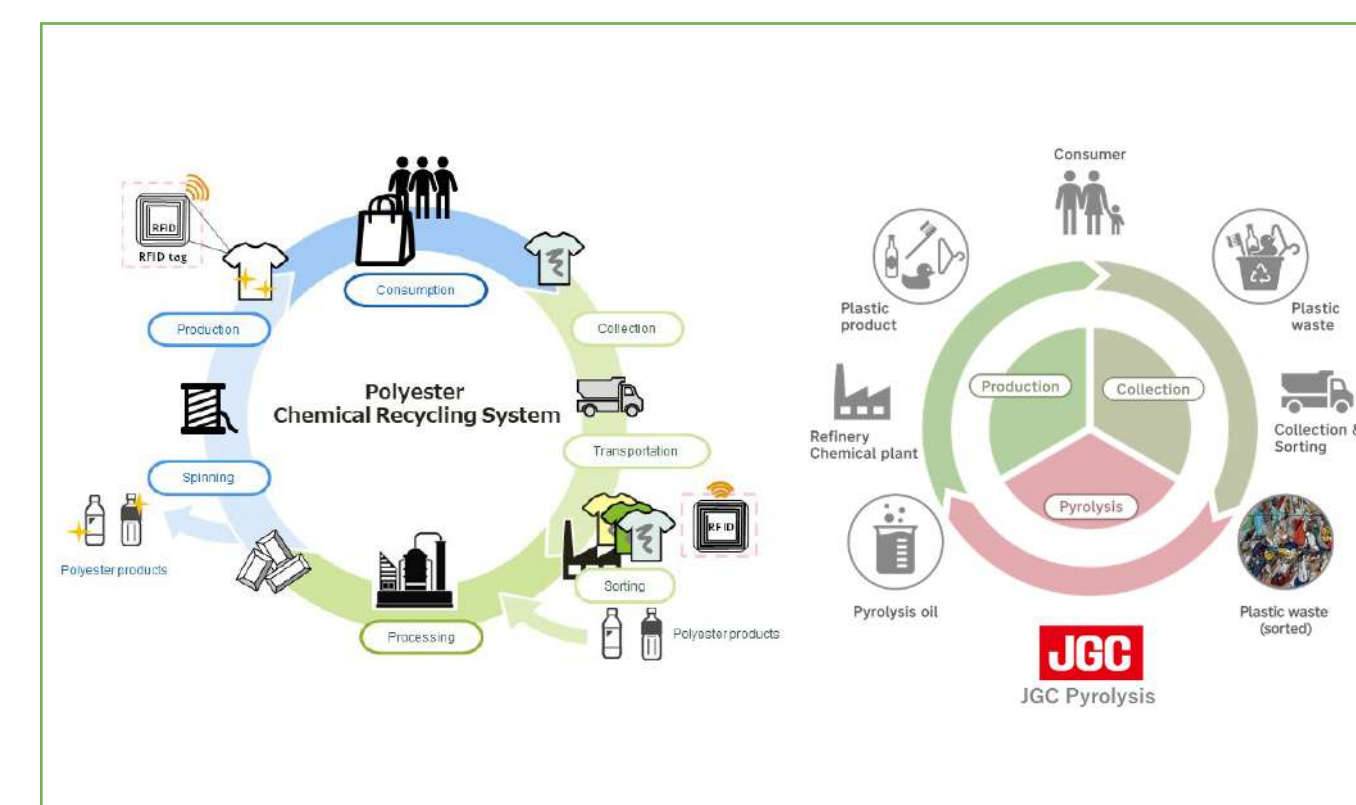 RFID
RFID tag
Consumption
Production
Collection
Polyester
Chemical Recycling System
Transportation
Spinning
RFID
Polyester products
Sorting
Processing
Polyester products
Consumer
Plastic
product
Plastic
waste
Production
Collection
Refinery
Chemical plant
Collection &
Sorting
Pyrolysis
Pyrolysis oil
Plastic waste
(sorted)
JGC
JGC Pyrolysis